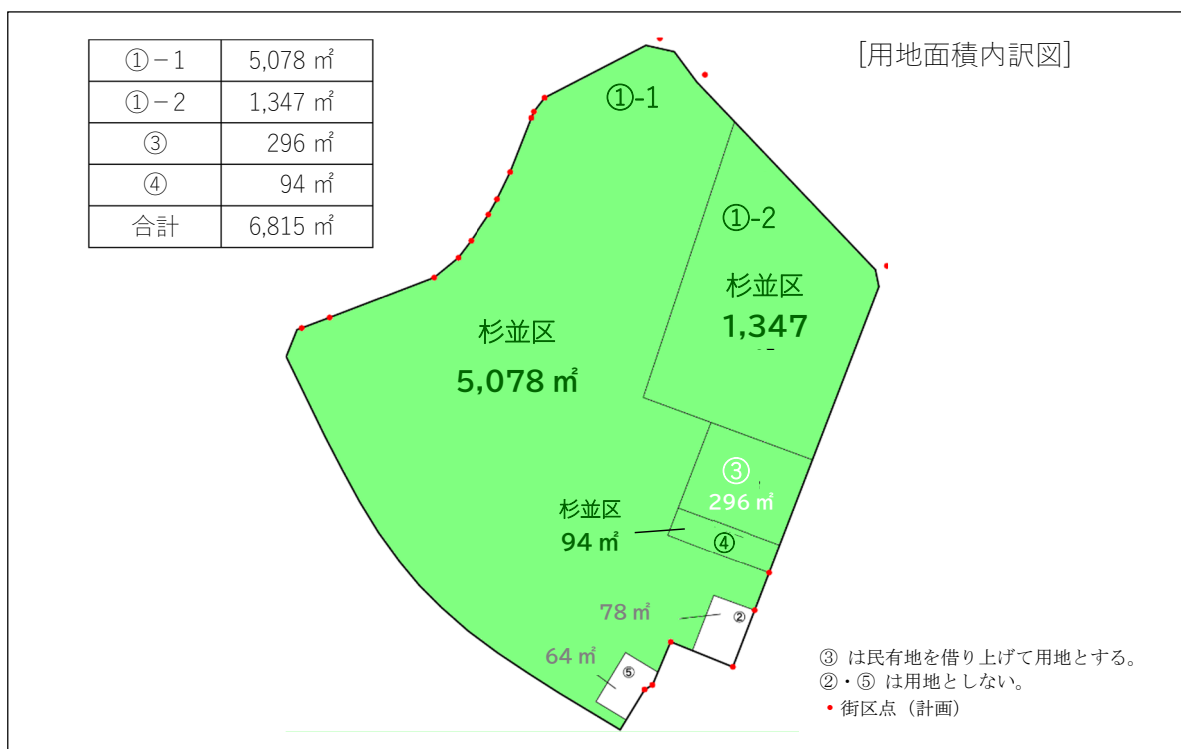 [用地面積内訳図]
①－1 5,078 ㎡
①－2 1,347 ㎡
③ 296 ㎡
④ 94 ㎡
合計 6,815 ㎡
①-1
①-2
杉並区
1,347
杉並区
5,078 ㎡
③
296 ㎡
杉並区
94 ㎡
④
78 ㎡
②
64 ㎡
⑤
③ は民有地を借り上げて用地とする。
②・⑤ は用地としない。
• 街区点（計画）